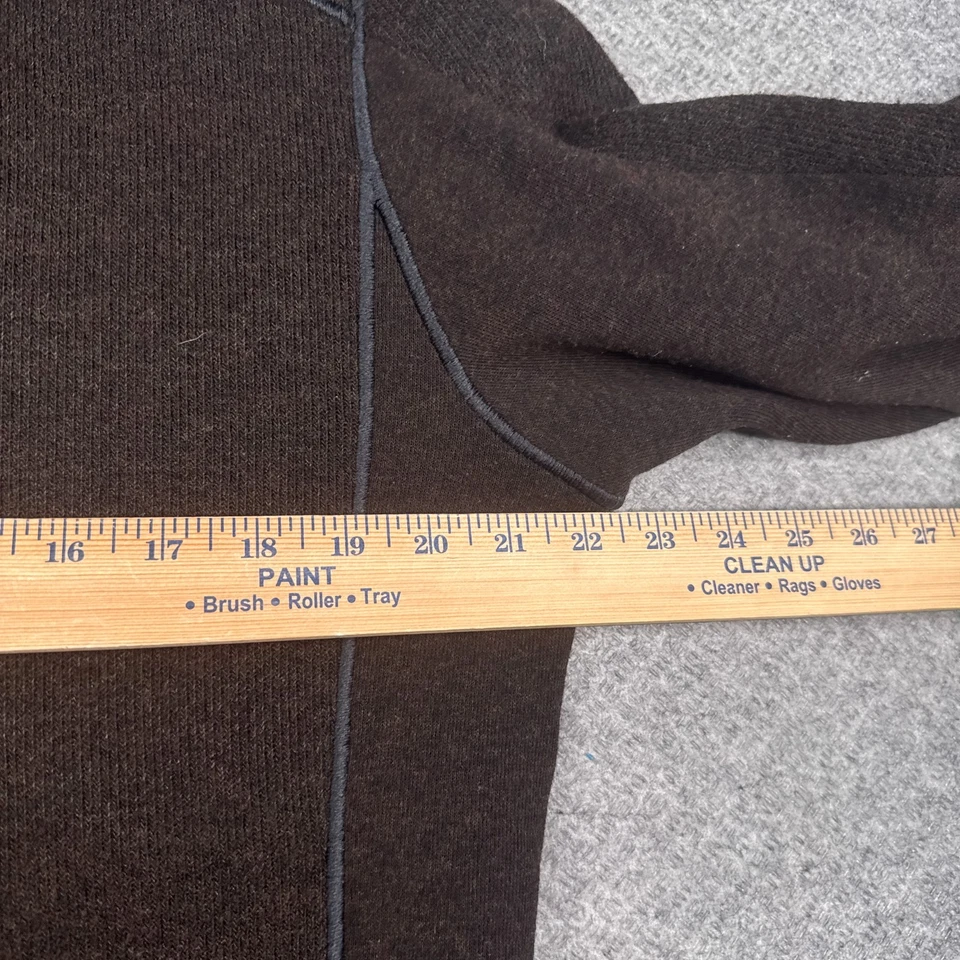 16 17 18 19 20 21 22 23 24 25 26 27
PAINT
• Brush • Roller • Tray
CLEAN UP
• Cleaner • Rags • Gloves